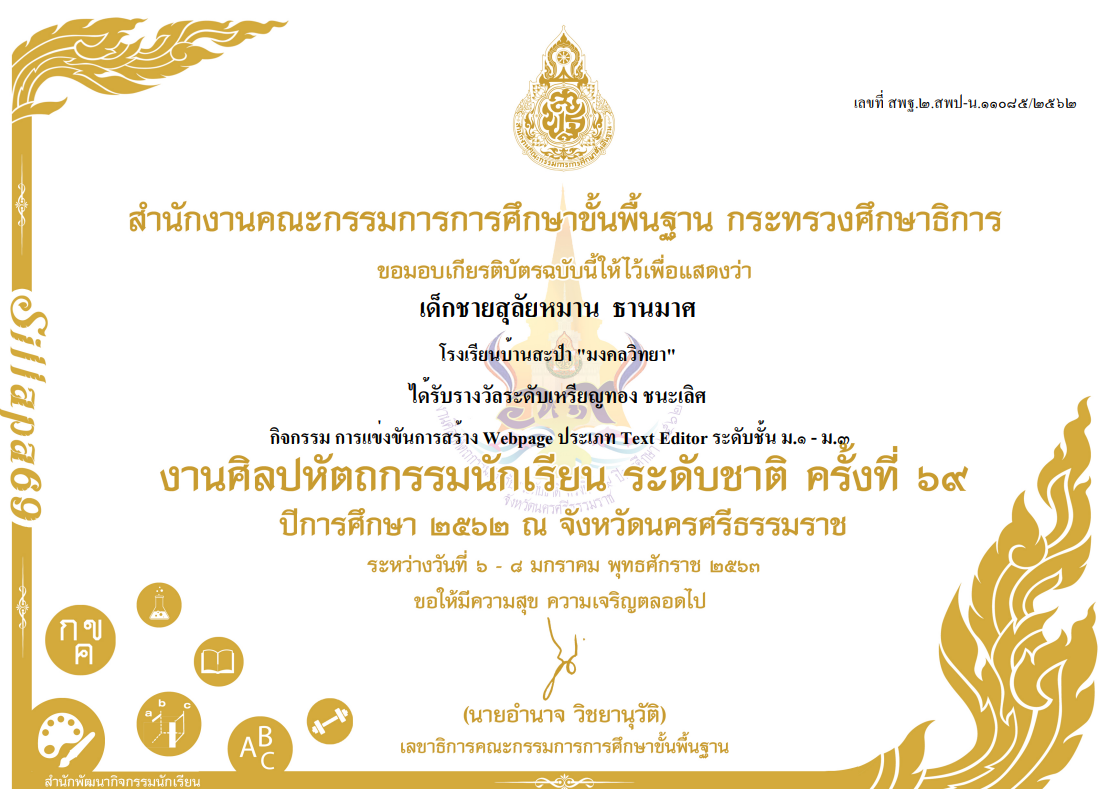 เลขที่ สพฐ.๒.สพป-น.๑๑๐๘๕/๒๕๖๒
สำนักงานคณะกรรมการการศึกษาขั้นพื้นฐาน กระทรวงศึกษาธิการ
ขอมอบเกียรติบัตรฉบับนี้ให้ไว้เพื่อแสดงว่า
เด็กชายสุลัยหมาน ธานมาศ
โรงเรียนบ้านสะปำ "มงคลวิทยา"
ได้รับรางวัลระดับเหรียญทอง ชนะเลิศ
กิจกรรม การแข่งขันการสร้าง Webpage ประเภท Text Editor ระดับชั้น ม.๑ - ม.๓
งานศิลปหัตถกรรมนักเรียน ระดับชาติ ครั้งที่ ๖๙
ปีการศึกษา ๒๕๖๒ ณ จังหวัดนครศรีธรรมราช
ระหว่างวันที่ ๖ - ๘ มกราคม พุทธศักราช ๒๕๖๓
ขอให้มีความสุข ความเจริญตลอดไป
(นายอำนาจ วิชยานุวัติ)
เลขาธิการคณะกรรมการการศึกษาขั้นพื้นฐาน
Sillapa69
กข
ค
a b c
A B C
สำนักพัฒนากิจกรรมนักเรียน
จังหวัดนครศรีธรรมราช